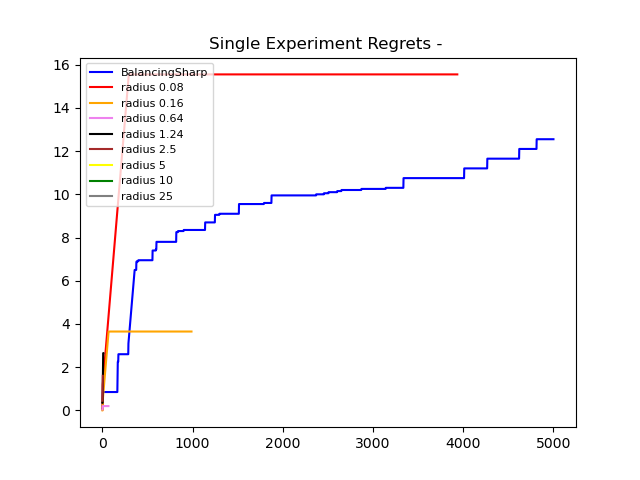 Single Experiment Regrets -
16
14
12
10
8
6
4
2
0
BalancingSharp
radius 0.08
radius 0.16
radius 0.64
radius 1.24
radius 2.5
radius 5
radius 10
radius 25
0 1000 2000 3000 4000 5000